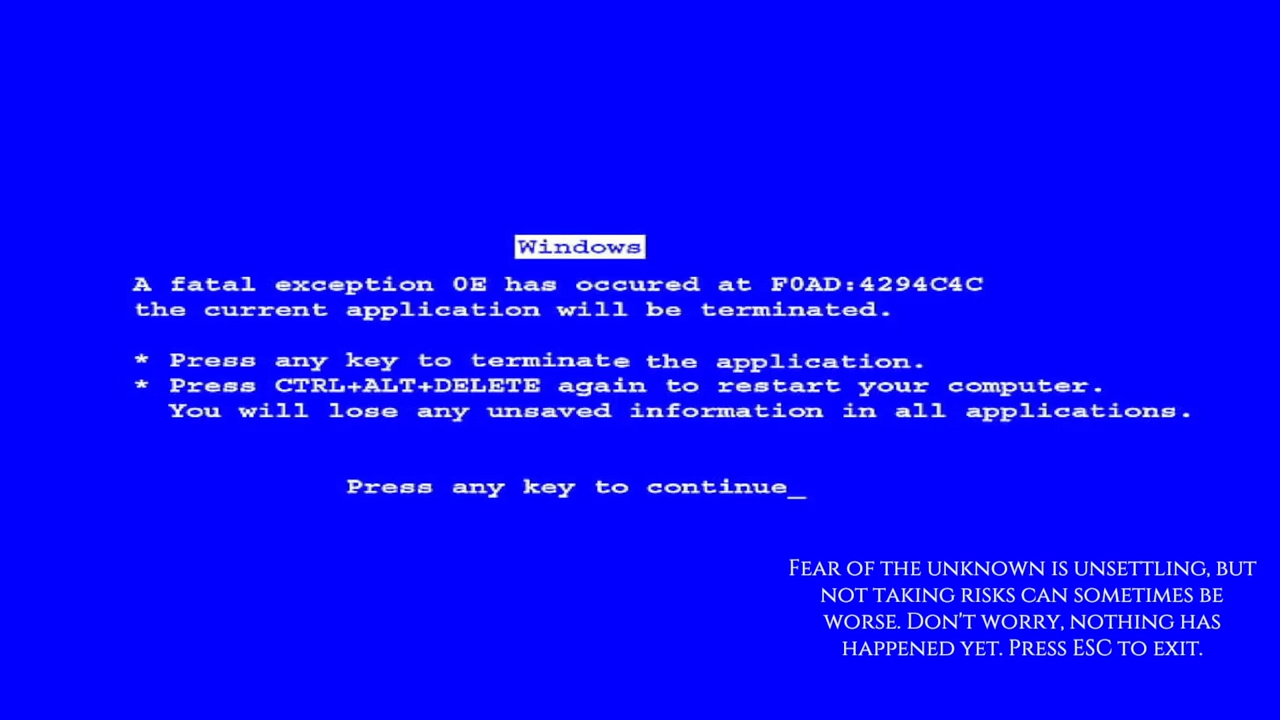 Windows
A fatal exception 0E has occured at F0AD:4294C4C
the current application will be terminated.
* Press any key to terminate the application.
* Press CTRL+ALT+DELETE again to restart your computer.
You will lose any unsaved information in all applications.
Press any key to continue_
Fear of the unknown is unsettling, but
not taking risks can sometimes be
worse. Don't worry, nothing has
happened yet. Press ESC to exit.